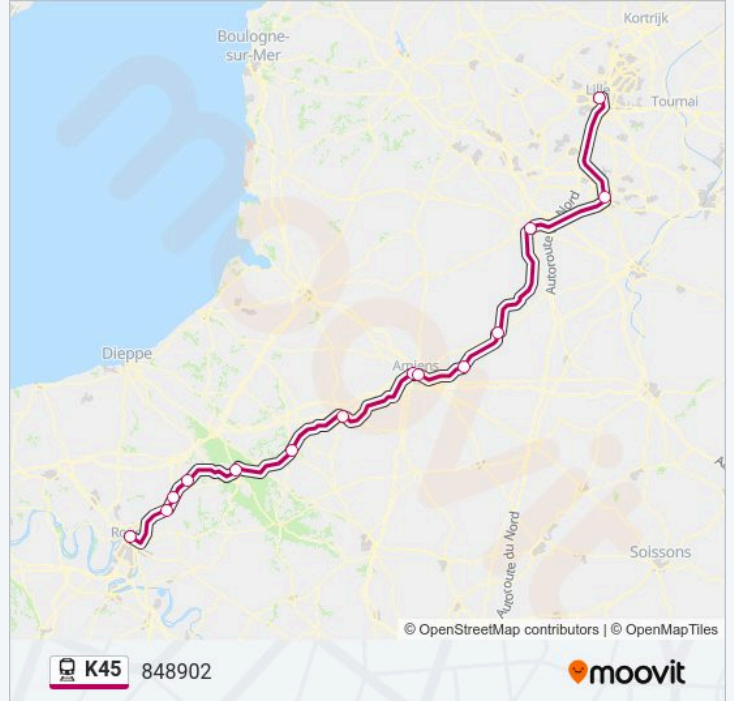 Kortrijk
Boulogne-
sur-Mer
Lille
Tournai
Nord
Autoroute
Dieppe
Amiens
moovit
Autoroute du Nord
Soissons
© OpenStreetMap contributors | © OpenMapTiles
K45 848902 moovit